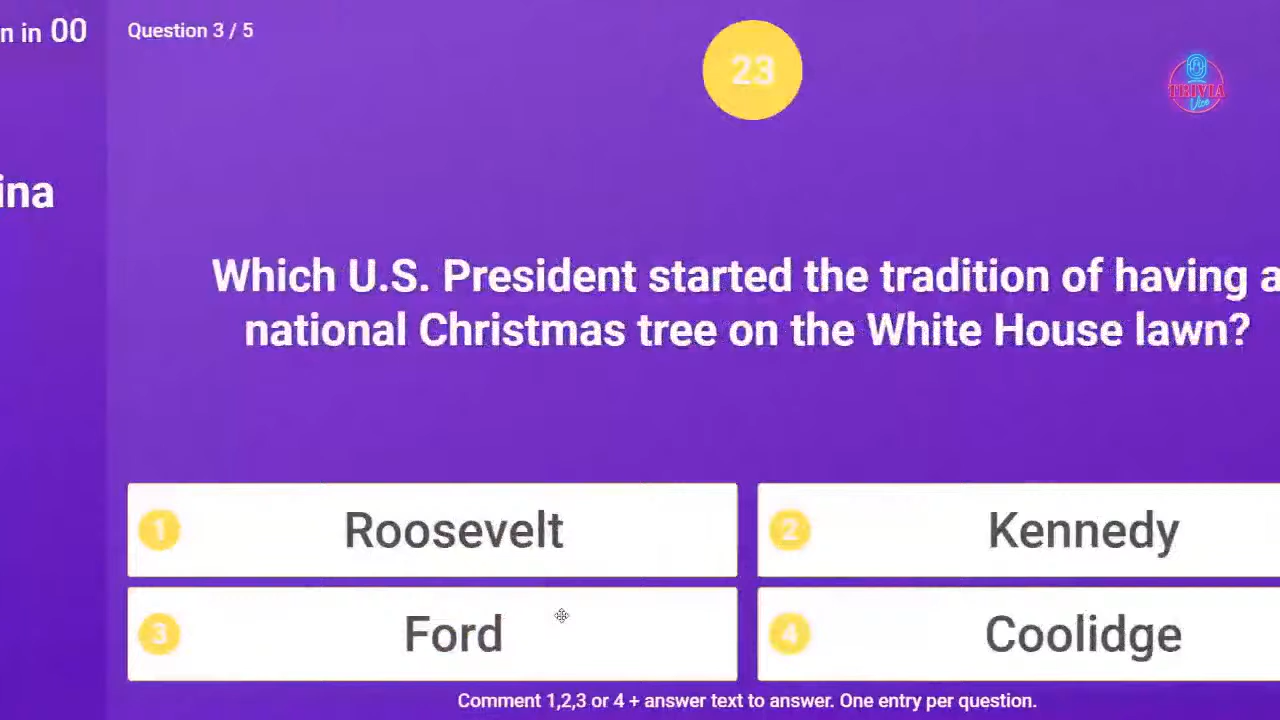 n in 00
Question 3 / 5
23
TRIVIA
Vice
ina
Which U.S. President started the tradition of having a
national Christmas tree on the White House lawn?
1 Roosevelt
2 Kennedy
3 Ford
4 Coolidge
Comment 1,2,3 or 4 + answer text to answer. One entry per question.